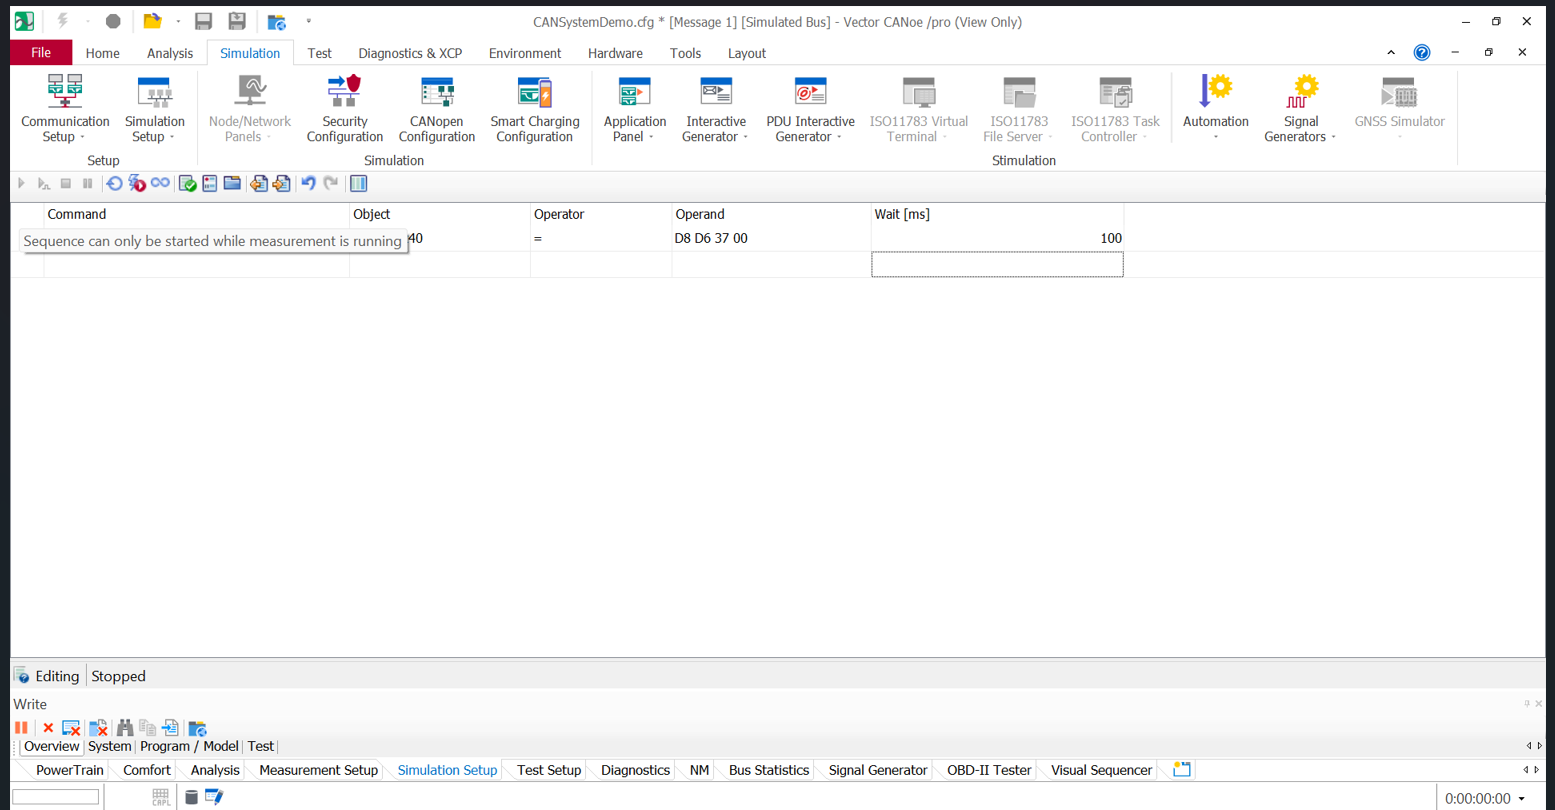 CANSystemDemo.cfg * [Message 1] [Simulated Bus] - Vector CANoe /pro (View Only)
File Home Analysis Simulation Test Diagnostics & XCP Environment Hardware Tools Layout
Communication Setup
Simulation Setup
Node/Network Panels
Security Configuration
CANopen Configuration
Smart Charging Configuration
Application Panel
Interactive Generator
PDU Interactive Generator
ISO11783 Virtual Terminal
ISO11783 File Server
ISO11783 Task Controller
Automation
Signal Generators
GNSS Simulator
Setup Simulation Stimulation
Command Object Operator Operand Wait [ms]
Sequence can only be started while measurement is running 40 = D8 D6 37 00 100
Editing Stopped
Write
Overview System Program / Model Test
PowerTrain Comfort Analysis Measurement Setup Simulation Setup Test Setup Diagnostics NM Bus Statistics Signal Generator OBD-II Tester Visual Sequencer
CAPL 0:00:00:00